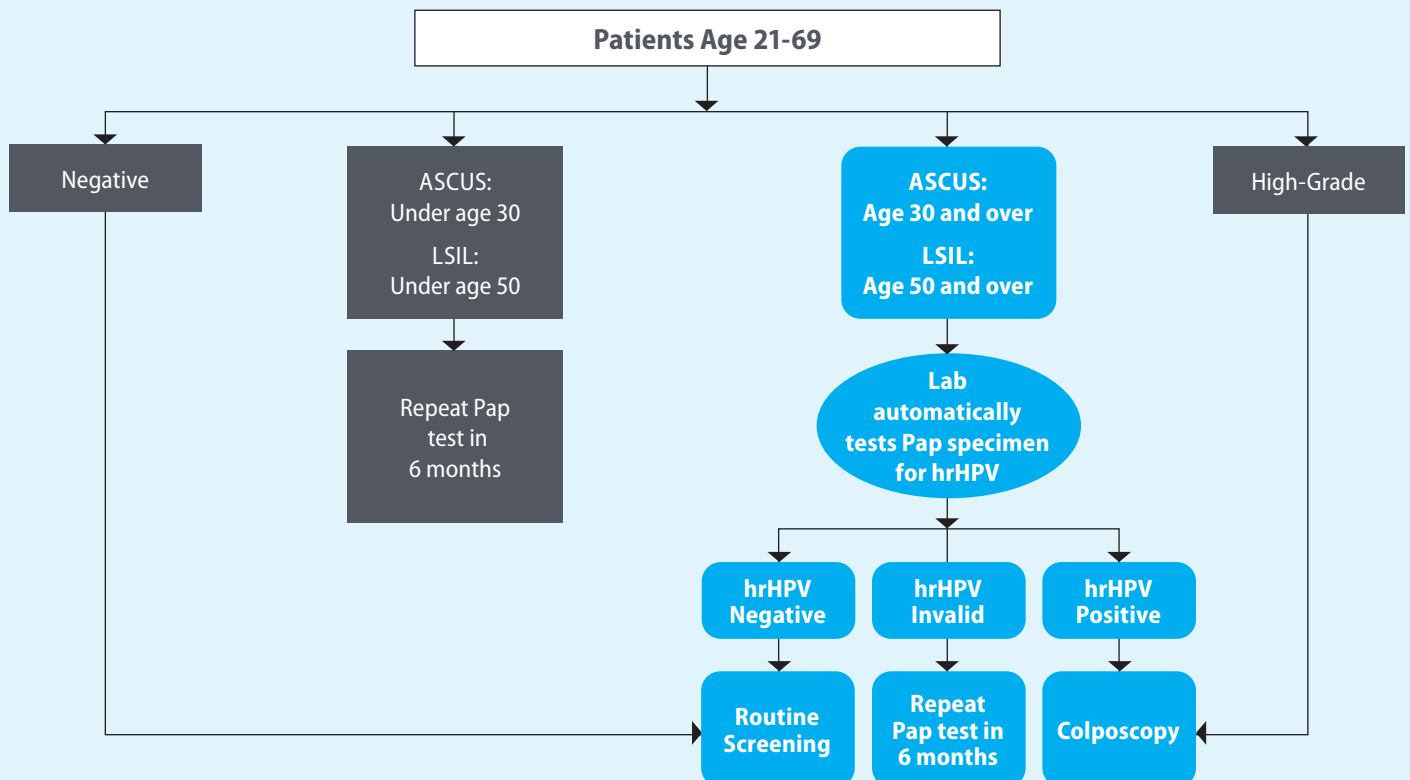 Patients Age 21-69
Negative
ASCUS:
Under age 30
LSIL:
Under age 50
ASCUS:
Age 30 and over
LSIL:
Age 50 and over
High-Grade
Repeat Pap
test in
6 months
Lab
automatically
tests Pap specimen
for hrHPV
hrHPV
Negative
hrHPV
Invalid
hrHPV
Positive
Routine
Screening
Repeat
Pap test in
6 months
Colposcopy